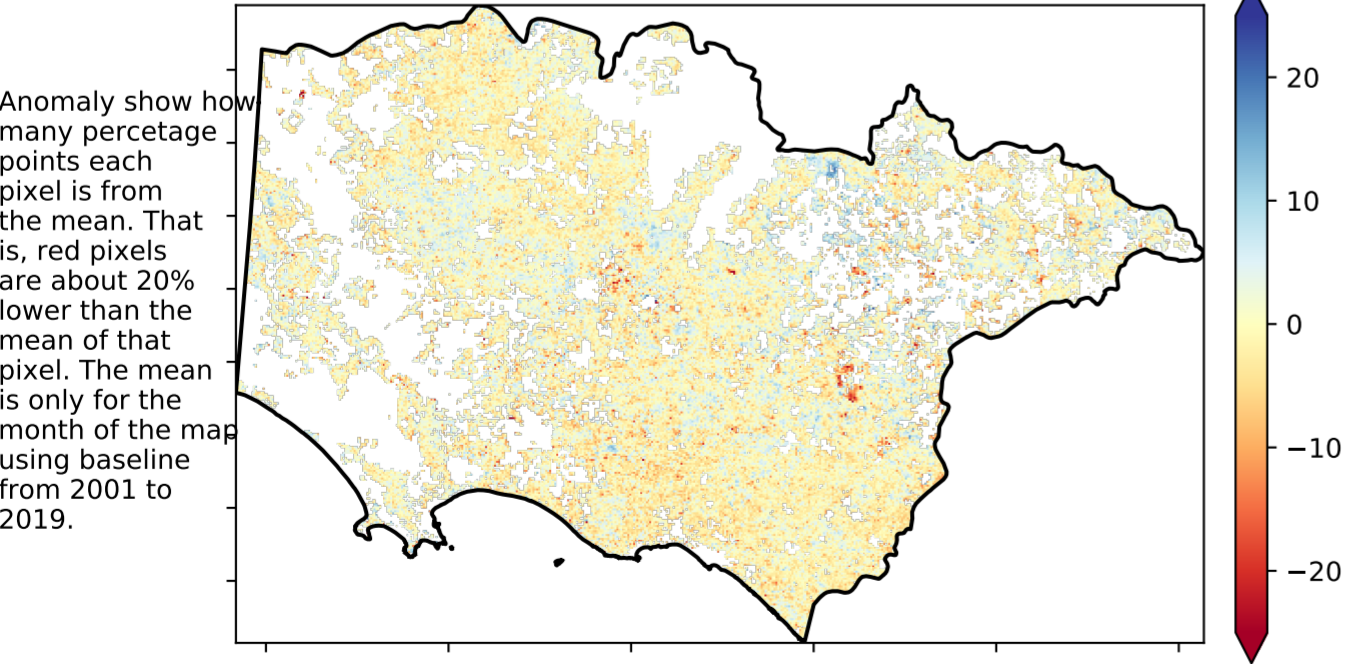 Anomaly show how
many percetage
points each
pixel is from
the mean. That
is, red pixels
are about 20%
lower than the
mean of that
pixel. The mean
is only for the
month of the map
using baseline
from 2001 to
2019.
20
10
0
−10
−20